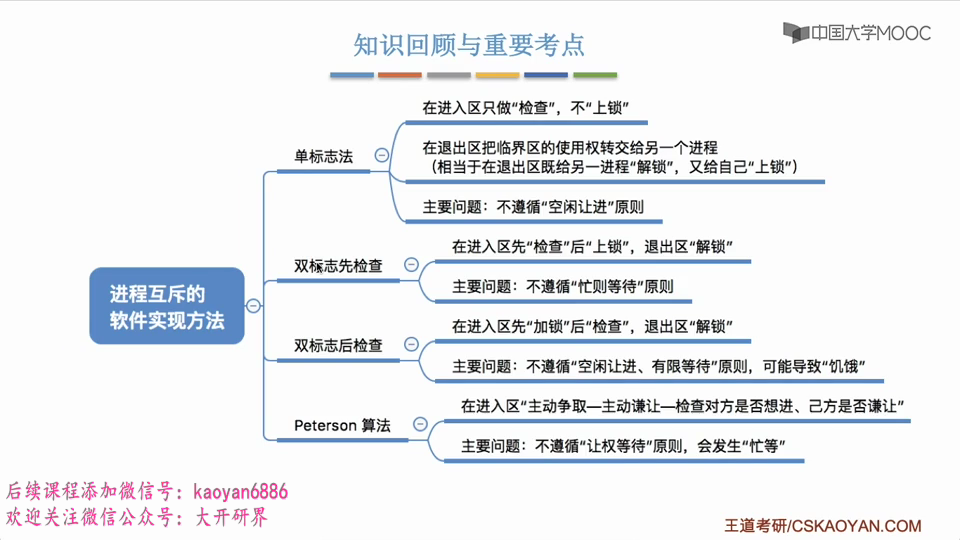 知识回顾与重要考点
中国大学MOOC
在进入区只做“检查”，不“上锁”
单标志法
在退出区把临界区的使用权转交给另一个进程
（相当于在退出区既给另一进程“解锁”，又给自己“上锁”）
主要问题：不遵循“空闲让进”原则
在进入区先“检查”后“上锁”，退出区“解锁”
双标志先检查
主要问题：不遵循“忙则等待”原则
进程互斥的
软件实现方法
在进入区先“加锁”后“检查”，退出区“解锁”
双标志后检查
主要问题：不遵循“空闲让进、有限等待”原则，可能导致“饥饿”
在进入区“主动争取—主动谦让—检查对方是否想进、己方是否谦让”
Peterson 算法
主要问题：不遵循“让权等待”原则，会发生“忙等”
后续课程添加微信号：kaoyan6886
欢迎关注微信公众号：大开研界
王道考研/CSKAOYAN.COM